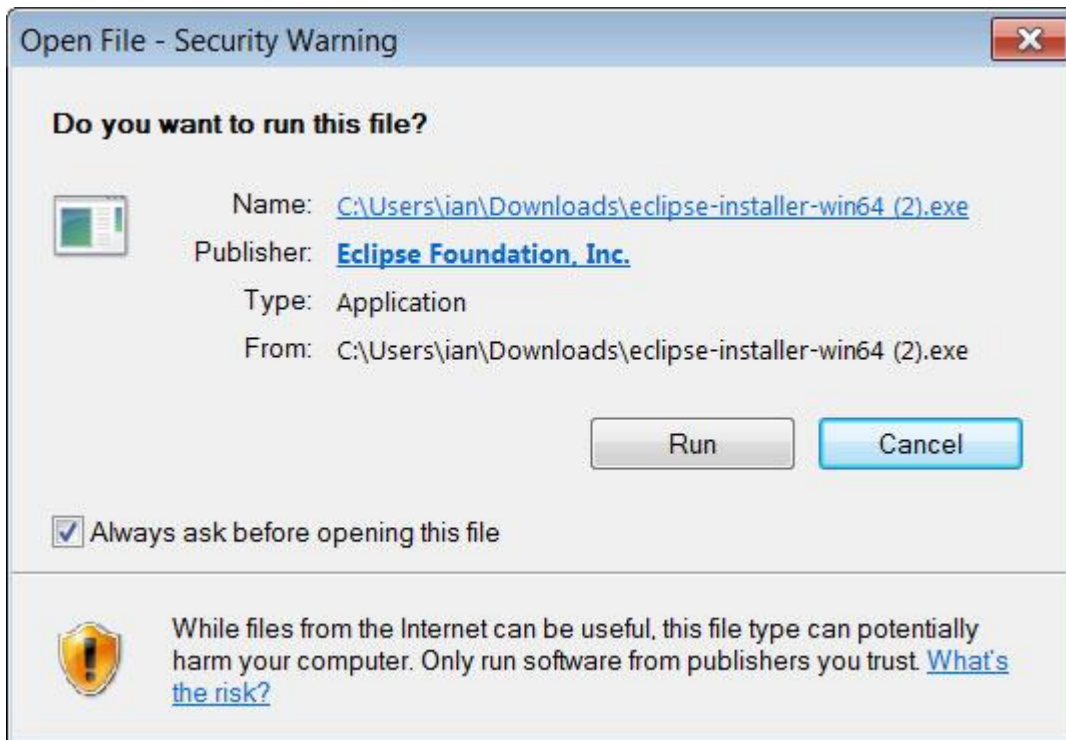 Open File - Security Warning
Do you want to run this file?
Name: C:\Users\ian\Downloads\eclipse-installer-win64 (2).exe
Publisher: Eclipse Foundation, Inc.
Type: Application
From: C:\Users\ian\Downloads\eclipse-installer-win64 (2).exe
Run Cancel
Always ask before opening this file
While files from the Internet can be useful, this file type can potentially
harm your computer. Only run software from publishers you trust. What's
the risk?